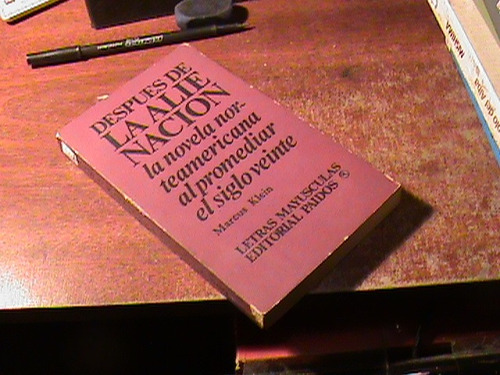 DESPUES DE
LA ALIE
NACION
la novela nor-
teamericana
al promediar
el siglo veinte
Marcus Klein
LETRAS MAYUSCULAS
EDITORIAL PAIDOS